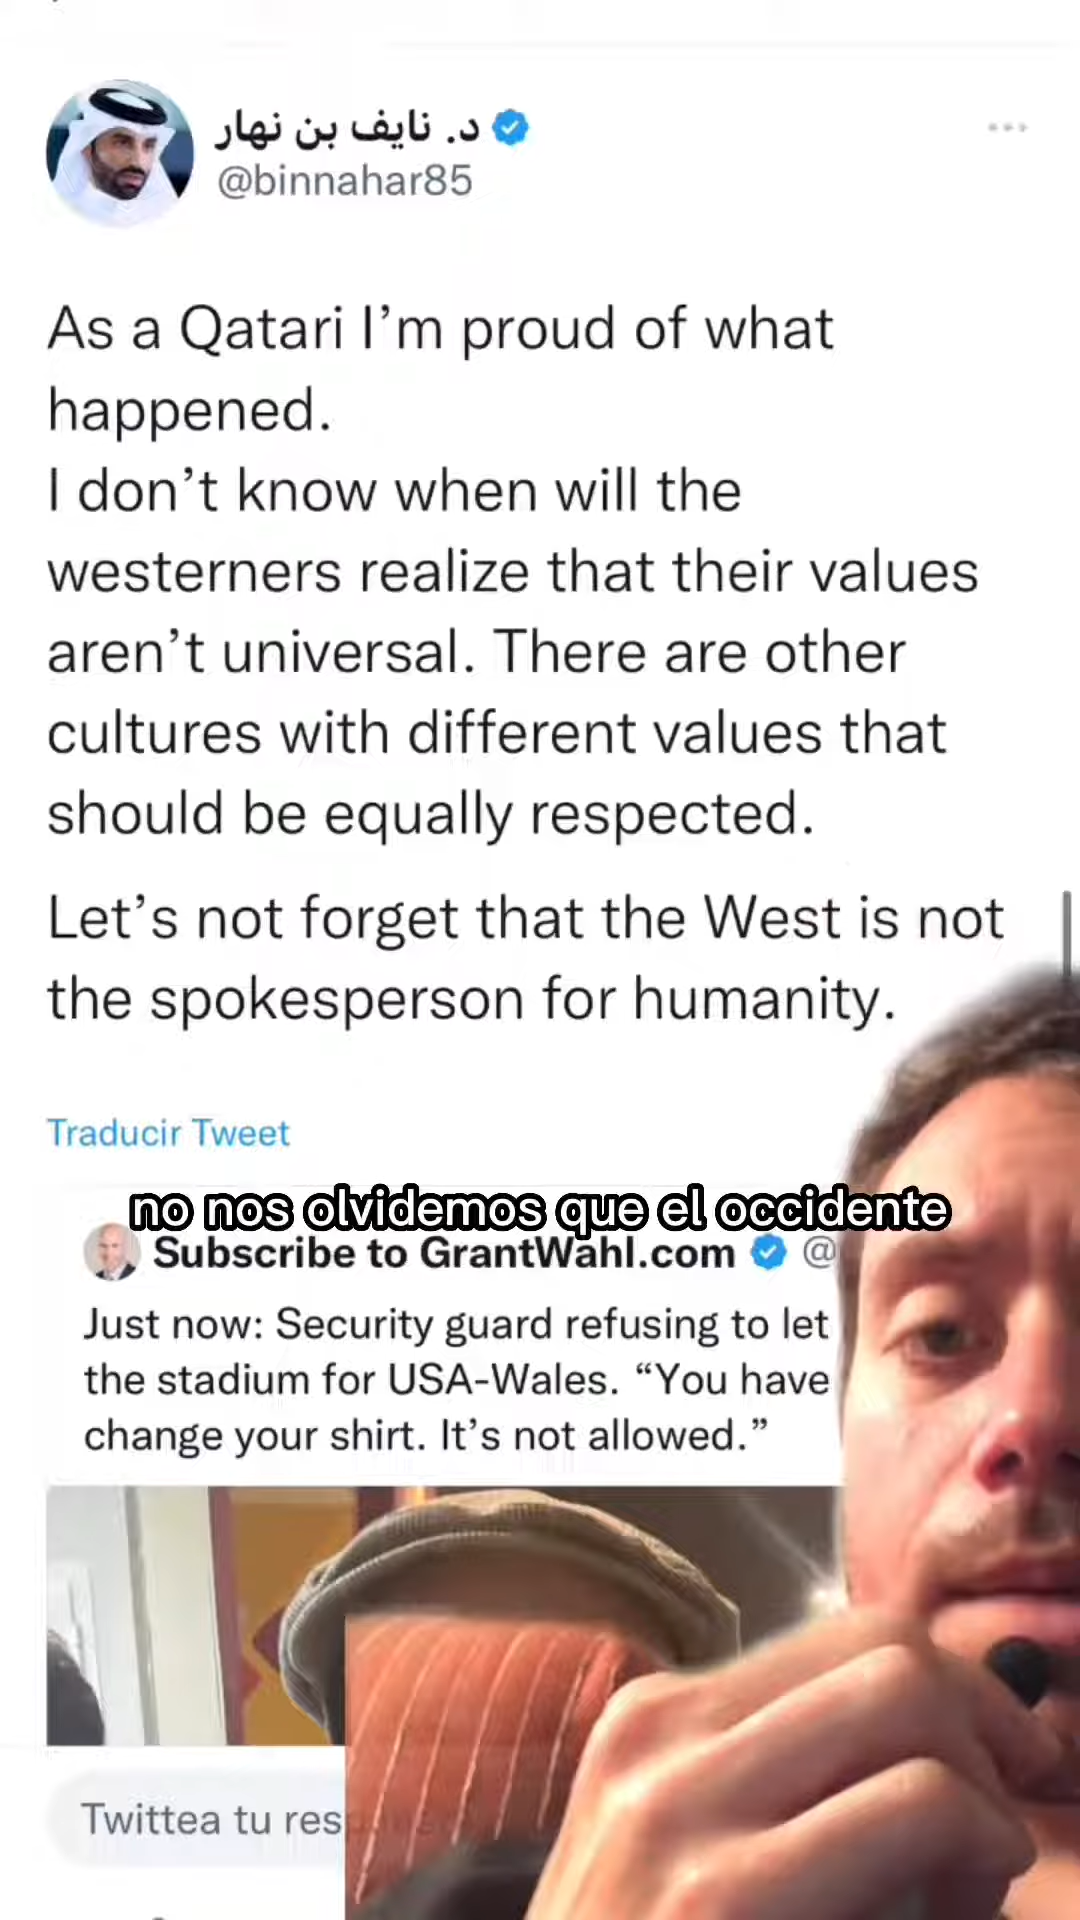 د. نايف بن نهار
@binnahar85
As a Qatari I’m proud of what
happened.
I don’t know when will the
westerners realize that their values
aren’t universal. There are other
cultures with different values that
should be equally respected.
Let’s not forget that the West is not
the spokesperson for humanity.
Traducir Tweet
no nos olvidemos que el occidente
Subscribe to GrantWahl.com @
Just now: Security guard refusing to let
the stadium for USA-Wales. “You have
change your shirt. It’s not allowed.”
Twittea tu res